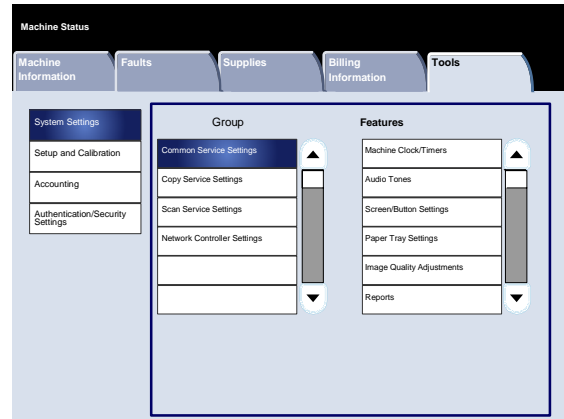 Machine Status
Machine
Information
Faults
Supplies
Billing
Information
Tools
System Settings
Setup and Calibration
Accounting
Authentication/Security
Settings
Group
Common Service Settings
Copy Service Settings
Scan Service Settings
Network Controller Settings
Features
Machine Clock/Timers
Audio Tones
Screen/Button Settings
Paper Tray Settings
Image Quality Adjustments
Reports